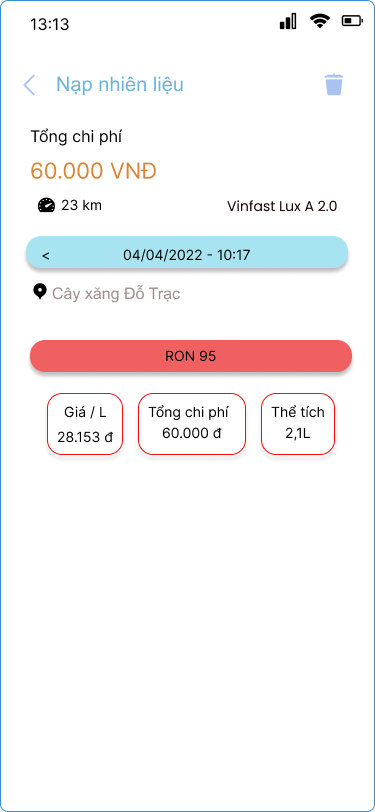 13:13
Nạp nhiên liệu
Tổng chi phí
60.000 VNĐ
23 km
Vinfast Lux A 2.0
< 04/04/2022 - 10:17
Cây xăng Đỗ Trạc
RON 95
Giá / L
28.153 đ
Tổng chi phí
60.000 đ
Thể tích
2,1L